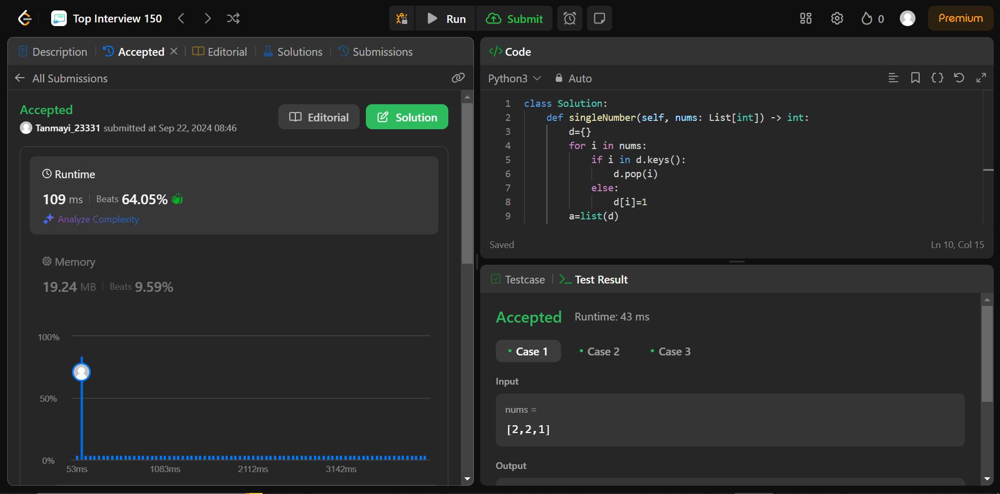 Top Interview 150
Run
Submit
0
Premium
Description
Accepted
Editorial
Solutions
Submissions
All Submissions
Accepted
Tanmayi_23331 submitted at Sep 22, 2024 08:46
Editorial
Solution
Runtime
109 ms
Beats 64.05%
Analyze Complexity
Memory
19.24 MB
Beats 9.59%
100%
50%
0%
53ms
1083ms
2112ms
3142ms
</> Code
Python3
Auto
1 class Solution:
2 def singleNumber(self, nums: List[int]) -> int:
3 d={}
4 for i in nums:
5 if i in d.keys():
6 d.pop(i)
7 else:
8 d[i]=1
9 a=list(d)
Saved
Ln 10, Col 15
Testcase
Test Result
Accepted
Runtime: 43 ms
Case 1
Case 2
Case 3
Input
nums =
[2,2,1]
Output